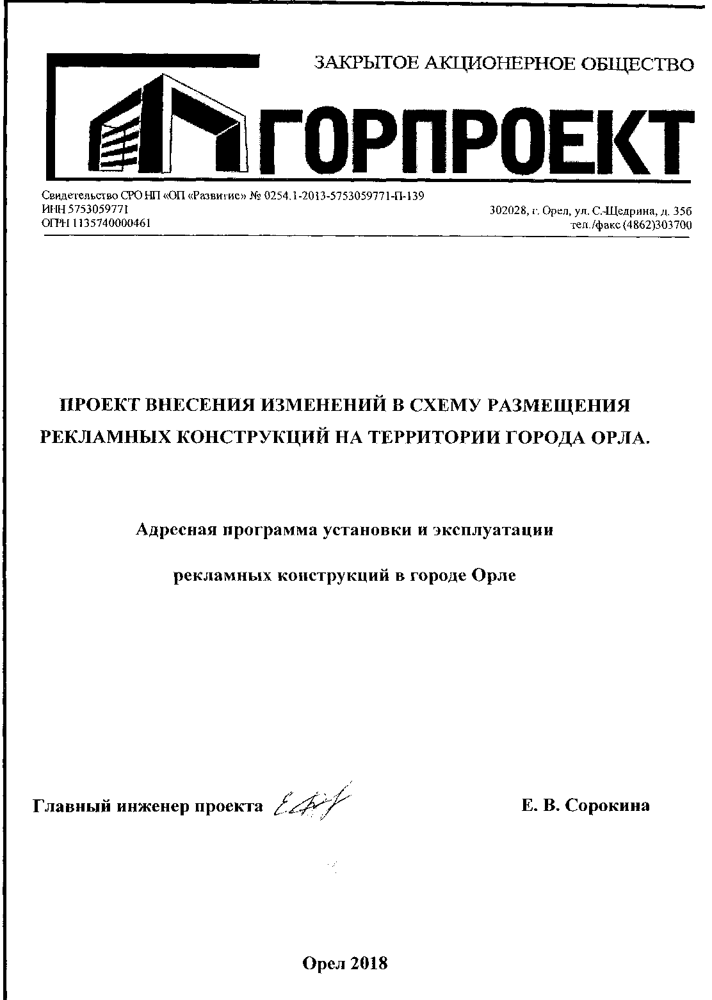 ЗАКРЫТОЕ АКЦИОНЕРНОЕ ОБЩЕСТВО
ГОРПРОЕКТ
Свидетельство СРО НП «ОП «Развитие» № 0254.1-2013-5753059771-П-139
ИНН 5753059771
ОГРН 1135740000461
302028, г. Орел, ул. С.-Щедрина, д. 35б
тел./факс (4862)303700
ПРОЕКТ ВНЕСЕНИЯ ИЗМЕНЕНИЙ В СХЕМУ РАЗМЕЩЕНИЯ
РЕКЛАМНЫХ КОНСТРУКЦИЙ НА ТЕРРИТОРИИ ГОРОДА ОРЛА.
Адресная программа установки и эксплуатации
рекламных конструкций в городе Орле
Главный инженер проекта
Е. В. Сорокина
Орел 2018